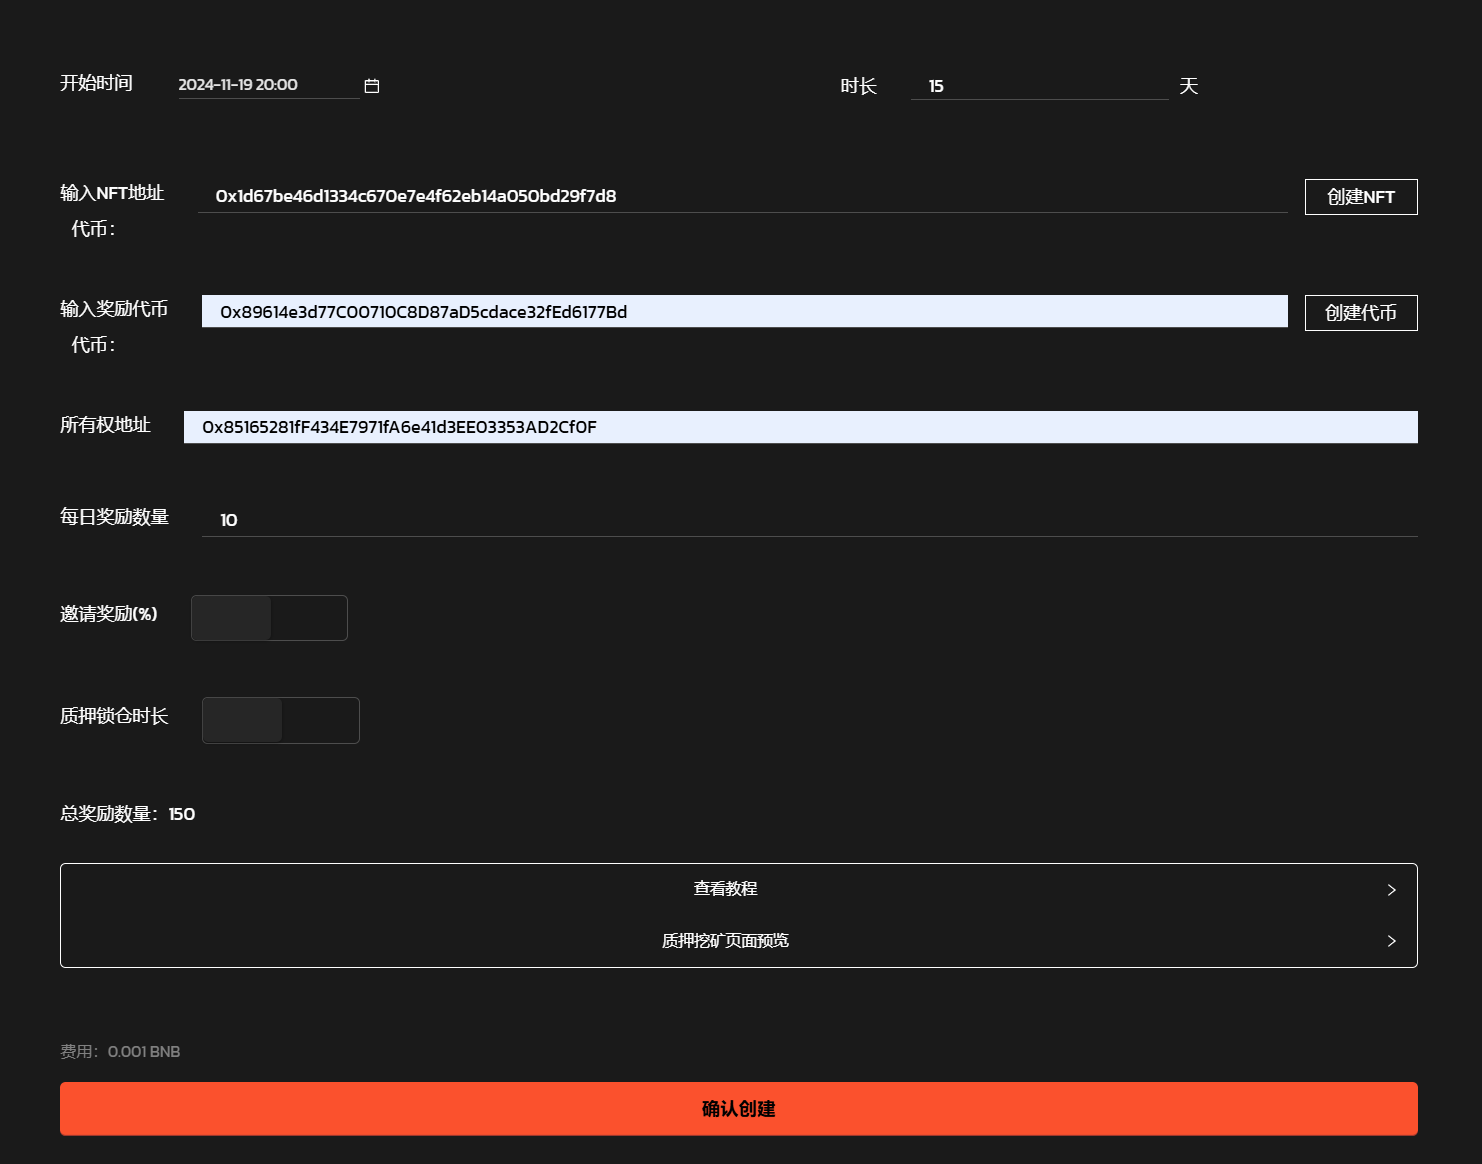 开始时间 2024-11-19 20:00 时长 15 天
输入NFT地址 0x1d67be46d1334c670e7e4f62eb14a050bd29f7d8 创建NFT
代币：
输入奖励代币 0x89614e3d77C00710C8D87aD5cdace32fEd6177Bd 创建代币
代币：
所有权地址 0x85165281fF434E7971fA6e41d3EE03353AD2Cf0F
每日奖励数量 10
邀请奖励(%)
质押锁仓时长
总奖励数量：150
查看教程
质押挖矿页面预览
费用：0.001 BNB
确认创建